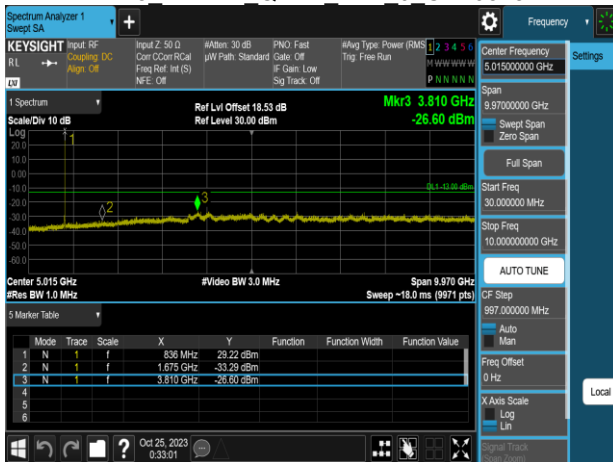 Spectrum Analyzer 1
Swept SA
+
Frequency
KEYSIGHT
RL
LXI
Input: RF
Coupling: DC
Align: Off
Input Z: 50 Ω
Corr CCorr RCal
Freq Ref: Int (S)
NFE: Off
#Atten: 30 dB
µW Path: Standard
PNO: Fast
Gate: Off
IF Gain: Low
Sig Track: Off
#Avg Type: Power (RMS
Trig: Free Run
1 2 3 4 5 6
M W W W W W
P N N N N N
1 Spectrum
Scale/Div 10 dB
Ref Lvl Offset 18.53 dB
Ref Level 30.00 dBm
Mkr3 3.810 GHz
-26.60 dBm
Log
20.0
10.0
0.00
-10.0
-20.0
-30.0
-40.0
-50.0
-60.0
1
2
3
DL1 -13.00 dBm
Center 5.015 GHz
#Res BW 1.0 MHz
#Video BW 3.0 MHz
Span 9.970 GHz
Sweep ~18.0 ms (9971 pts)
5 Marker Table
Mode Trace Scale X Y Function Function Width Function Value
1 N 1 f 836 MHz 29.22 dBm
2 N 1 f 1.675 GHz -33.29 dBm
3 N 1 f 3.810 GHz -26.60 dBm
4
5
6
?
Oct 25, 2023
0:33:01
Center Frequency
5.015000000 GHz
Span
9.97000000 GHz
Swept Span
Zero Span
Full Span
Start Freq
30.000000 MHz
Stop Freq
10.000000000 GHz
AUTO TUNE
CF Step
997.000000 MHz
Auto
Man
Freq Offset
0 Hz
X Axis Scale
Log
Lin
Signal Track
(Span Zoom)
Settings
Local